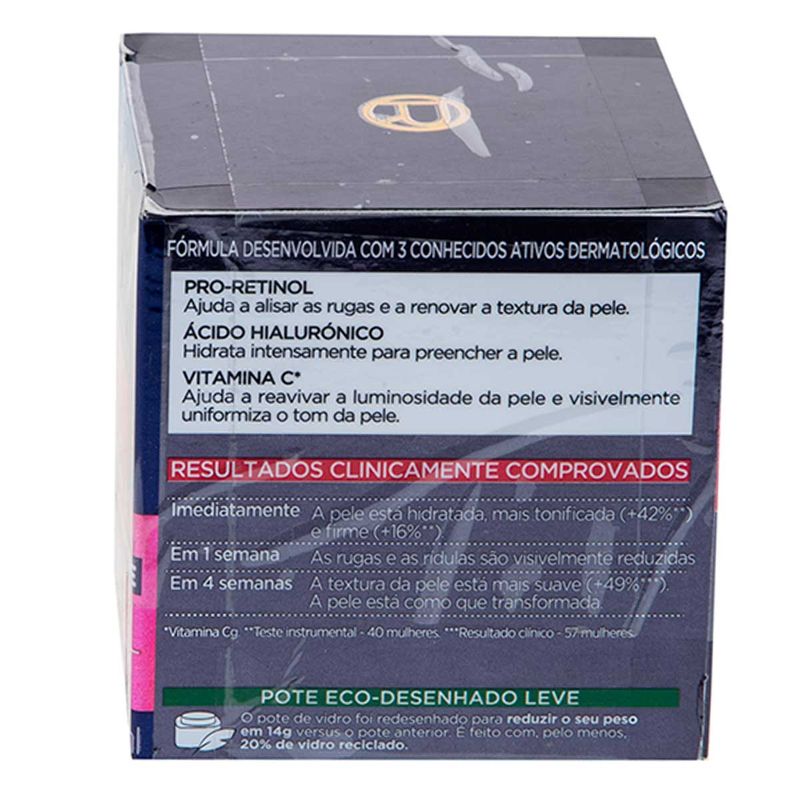 FÓRMULA DESENVOLVIDA COM 3 CONHECIDOS ATIVOS DERMATOLÓGICOS
PRO-RETINOL
Ajuda a alisar as rugas e a renovar a textura da pele.
ÁCIDO HIALURÓNICO
Hidrata intensamente para preencher a pele.
VITAMINA C*
Ajuda a reavivar a luminosidade da pele e visivelmente
uniformiza o tom da pele.
RESULTADOS CLINICAMENTE COMPROVADOS
Imediatamente A pele está hidratada, mais tonificada (+42%**)
e firme (+16%**).
Em 1 semana As rugas e as rídulas são visivelmente reduzidas
Em 4 semanas A textura da pele está mais suave (+49%***).
A pele está como que transformada.
*Vitamina Cg **Teste instrumental - 40 mulheres. ***Resultado clínico - 57 mulheres.
POTE ECO-DESENHADO LEVE
O pote de vidro foi redesenhado para reduzir o seu peso
em 14g versus o pote anterior. É feito com, pelo menos,
20% de vidro reciclado.